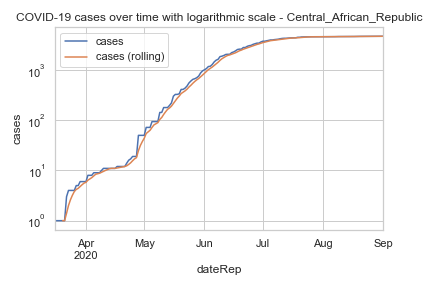 COVID-19 cases over time with logarithmic scale - Central_African_Republic
cases
cases (rolling)
10³
10²
10¹
10⁰
cases
Apr
2020
May
Jun
Jul
Aug
Sep
dateRep